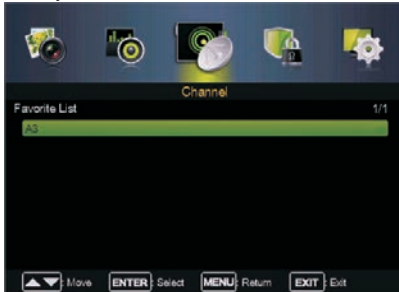 Channel
Favorite List 1/1
A3
▲▼: Move ENTER: Select MENU: Return EXIT: Exit